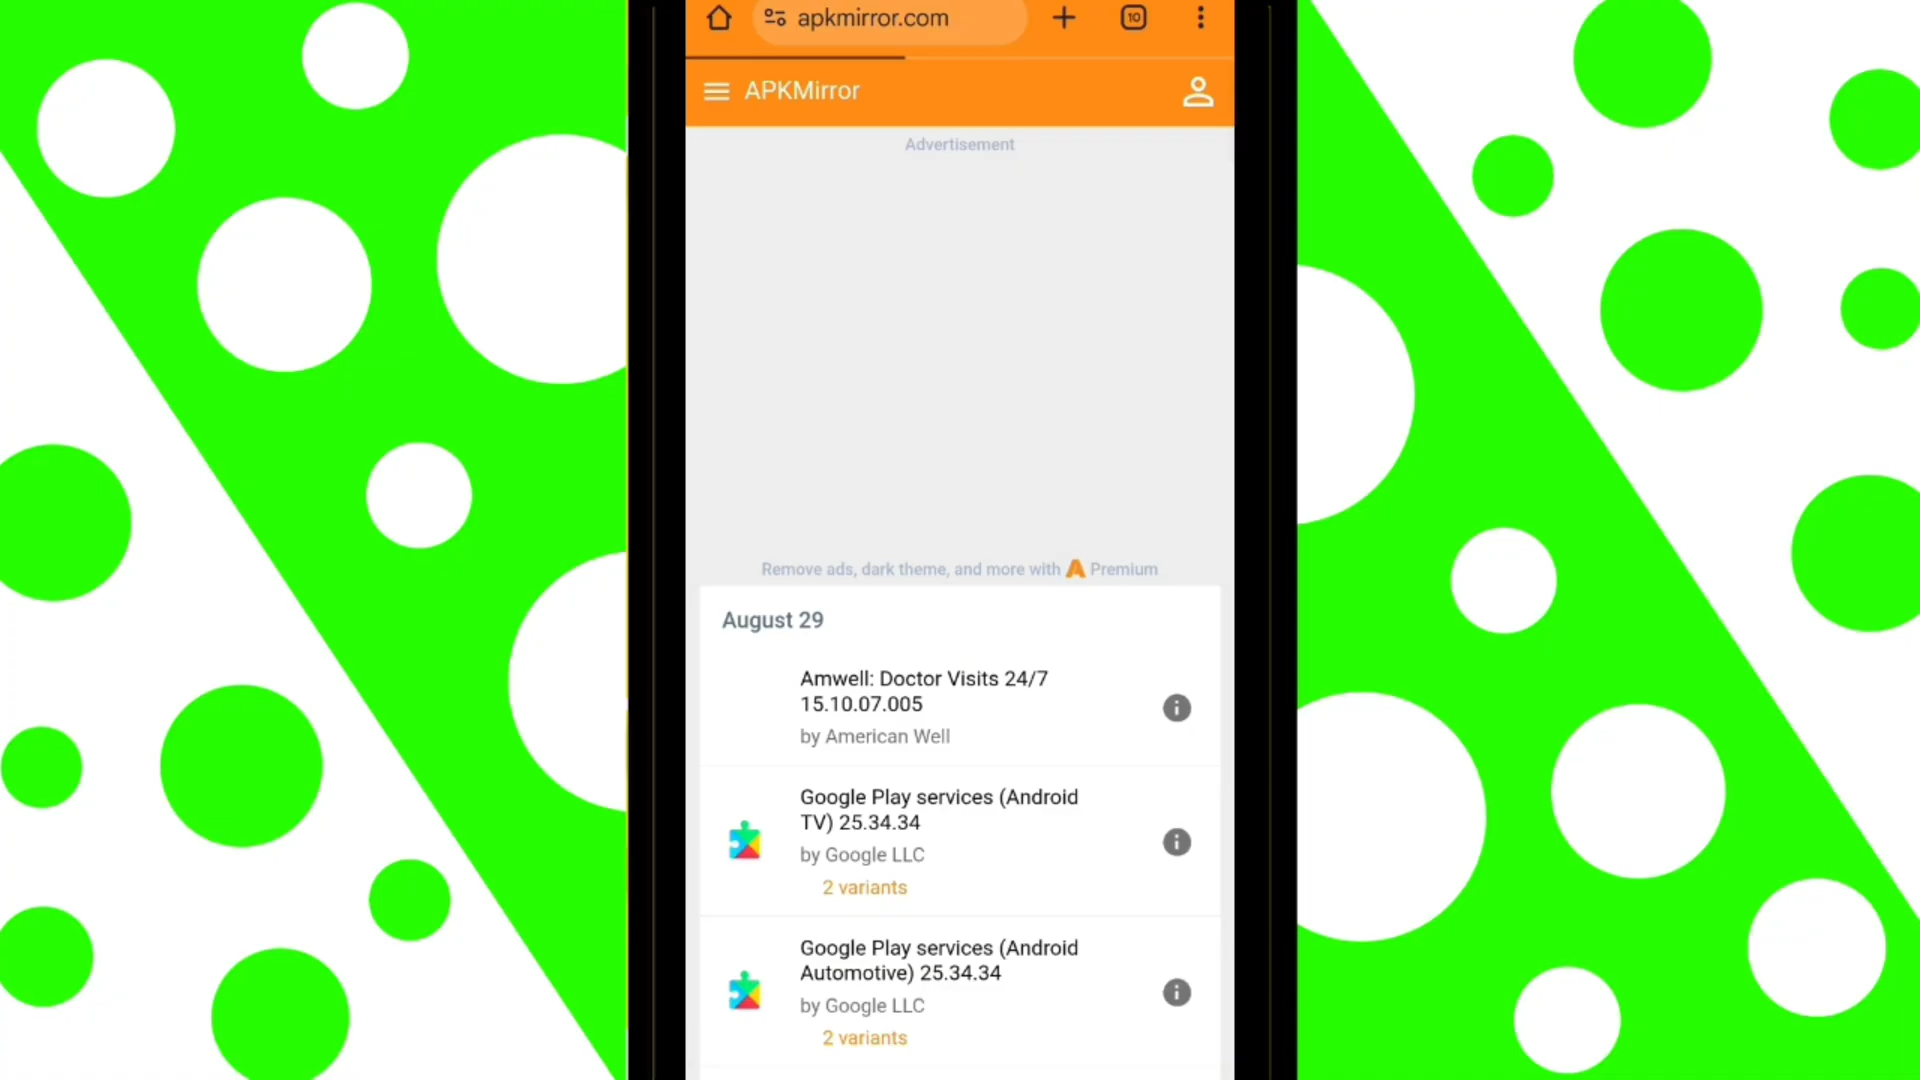 apkmirror.com
10
APKMirror
Advertisement
Remove ads, dark theme, and more with Premium
August 29
Amwell: Doctor Visits 24/7
15.10.07.005
by American Well
Google Play services (Android
TV) 25.34.34
by Google LLC
2 variants
Google Play services (Android
Automotive) 25.34.34
by Google LLC
2 variants